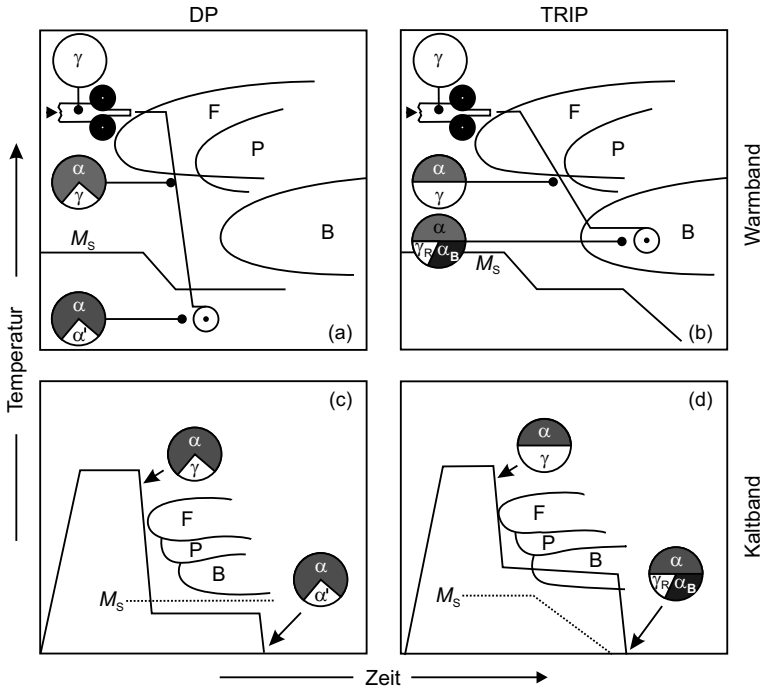 DP
TRIP
γ
F
P
B
α
γ
Mₛ
α
α'
(a)
γ
F
P
B
α
γ
α
γR αB
Mₛ
(b)
Warmband
Temperatur
(c)
α
γ
F
P
B
Mₛ
α
α'
(d)
α
γ
F
P
B
Mₛ
α
γR αB
Kaltband
Zeit